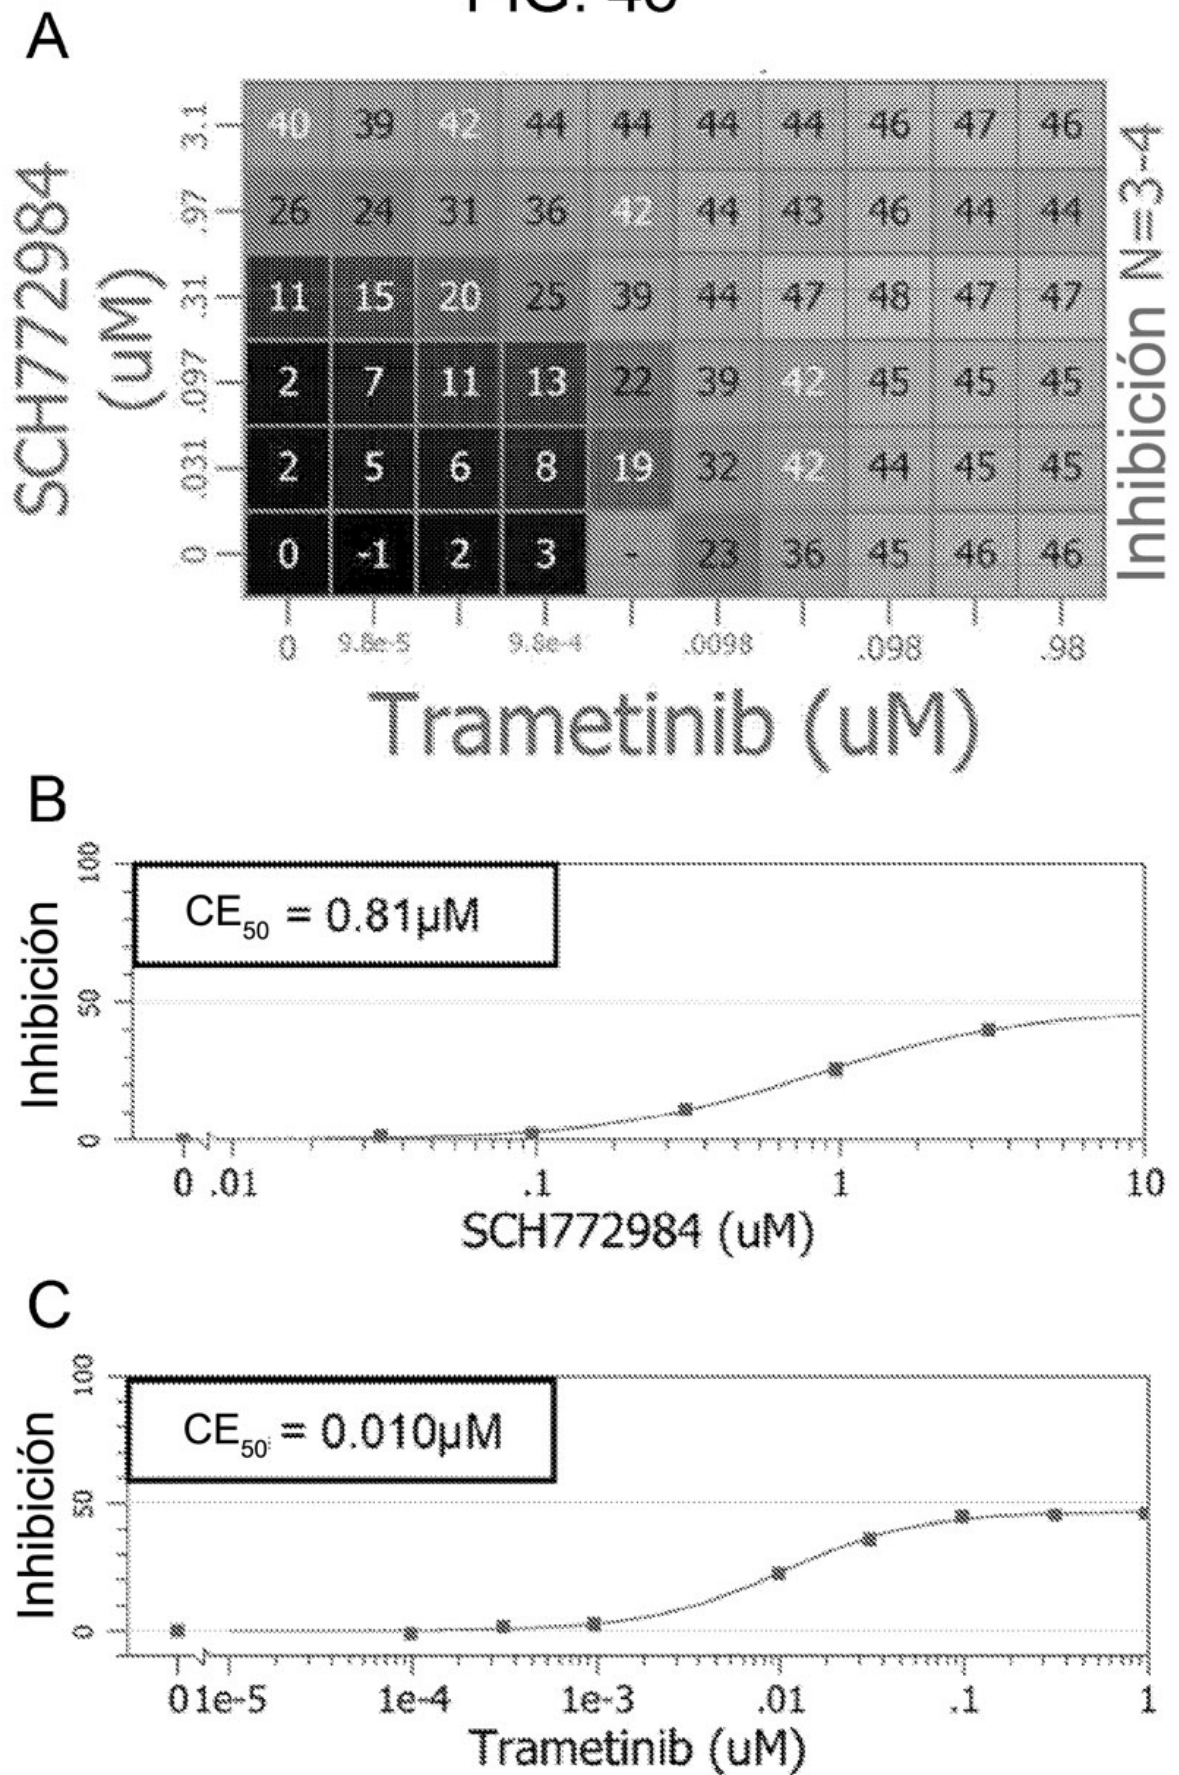 A
SCH772984
(uM)
3.1 40 39 42 44 44 44 44 46 47 46
.97 26 24 31 36 42 44 43 46 44 44
.31 11 15 20 25 39 44 47 48 47 47
.097 2 7 11 13 22 39 42 45 45 45
.031 2 5 6 8 19 32 42 44 45 45
0 0 -1 2 3 - 23 36 45 46 46
Inhibición N=3-4
0 9.8e-5 9.8e-4 .0098 .098 .98
Trametinib (uM)
B
Inhibición
100
50
0
CE50 = 0.81µM
0 .01 .1 1 10
SCH772984 (uM)
C
Inhibición
100
50
0
CE50 = 0.010µM
0 1e-5 1e-4 1e-3 .01 .1 1
Trametinib (uM)